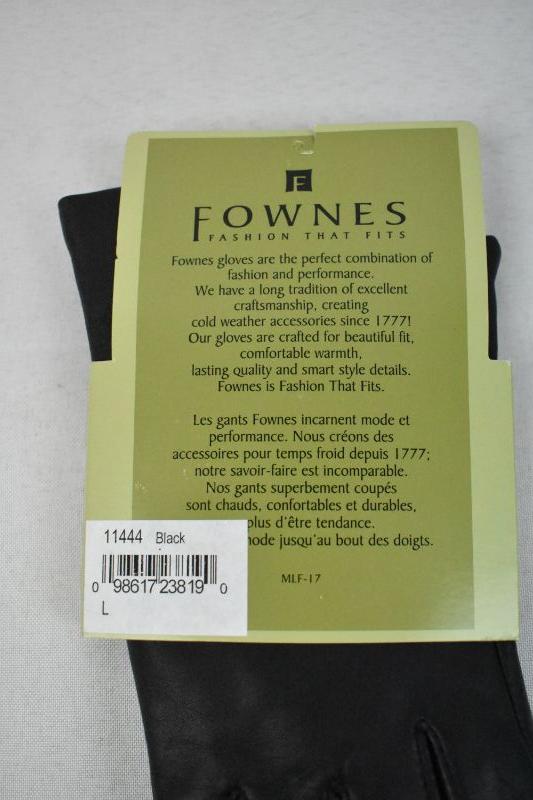 F
FOWNES
FASHION THAT FITS
Fownes gloves are the perfect combination of
fashion and performance.
We have a long tradition of excellent
craftsmanship, creating
cold weather accessories since 1777!
Our gloves are crafted for beautiful fit,
comfortable warmth,
lasting quality and smart style details.
Fownes is Fashion That Fits.
Les gants Fownes incarnent mode et
performance. Nous créons des
accessoires pour temps froid depuis 1777;
notre savoir-faire est incomparable.
Nos gants superbement coupés
sont chauds, confortables et durables,
plus d'être tendance.
mode jusqu'au bout des doigts.
MLF-17
11444 Black
0 98617 23819 0
L